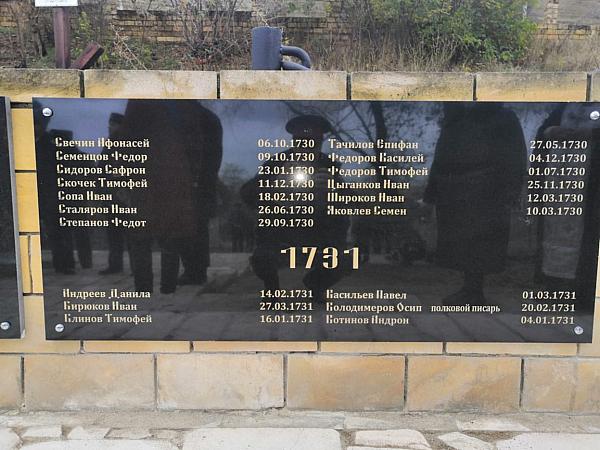 Свечин Афонасей 06.10.1730
Семенцов Федор 09.10.1730
Сидоров Сафрон 23.01.1730
Скочек Тимофей 11.12.1730
Сопа Иван 18.02.1730
Сталяров Иван 26.06.1730
Степанов Федот 29.09.1730
Тачилов Епифан 27.05.1730
Федоров Василей 04.12.1730
Федоров Тимофей 01.07.1730
Цыганков Иван 25.11.1730
Широков Иван 12.03.1730
Яковлев Семен 10.03.1730
1731
Андреев Данила 14.02.1731
Бирюков Иван 27.03.1731
Блинов Тимофей 16.01.1731
Васильев Павел 01.03.1731
Володимеров Осип полковой писарь 20.02.1731
Вотинов Андрон 04.01.1731